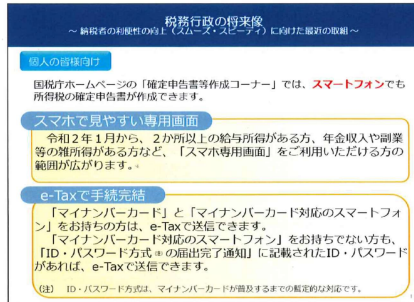 税務行政の将来像
～ 納税者の利便性の向上（スムーズ・スピーディ）に向けた最近の取組 ～
個人の皆様向け
国税庁ホームページの「確定申告書等作成コーナー」では、スマートフォンでも
所得税の確定申告書が作成できます。
スマホで見やすい専用画面
令和２年１月から、２か所以上の給与所得がある方、年金収入や副業
等の雑所得がある方など、「スマホ専用画面」をご利用いただける方の
範囲が広がります。
e-Taxで手続完結
「マイナンバーカード」と「マイナンバーカード対応のスマートフォ
ン」をお持ちの方は、e-Taxで送信できます。
「マイナンバーカード対応のスマートフォン」をお持ちでない方も、
「ID・パスワード方式㊟の届出完了通知」に記載されたID・パスワード
があれば、e-Taxで送信できます。
(注) ID・パスワード方式は、マイナンバーカードが普及するまでの暫定的な対応です。